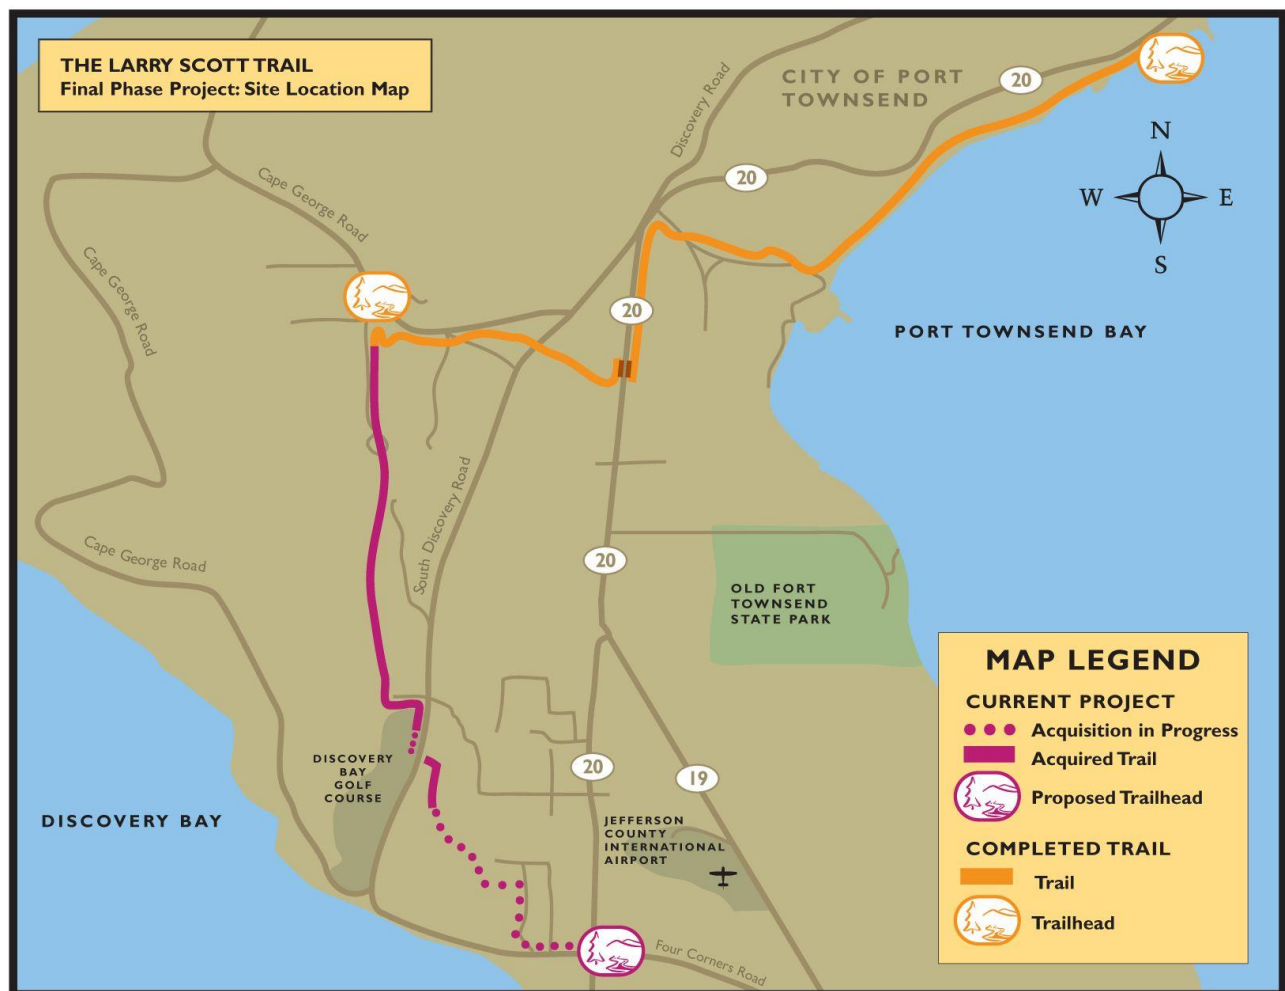 THE LARRY SCOTT TRAIL
Final Phase Project: Site Location Map
CITY OF PORT
TOWNSEND
20
Discovery Road
20
N
W
E
S
Cape George Road
Cape George Road
20
PORT TOWNSEND BAY
South Discovery Road
Cape George Road
20
OLD FORT
TOWNSEND
STATE PARK
DISCOVERY
BAY
GOLF
COURSE
20
19
DISCOVERY BAY
JEFFERSON
COUNTY
INTERNATIONAL
AIRPORT
Four Corners Road
MAP LEGEND
CURRENT PROJECT
Acquisition in Progress
Acquired Trail
Proposed Trailhead
COMPLETED TRAIL
Trail
Trailhead